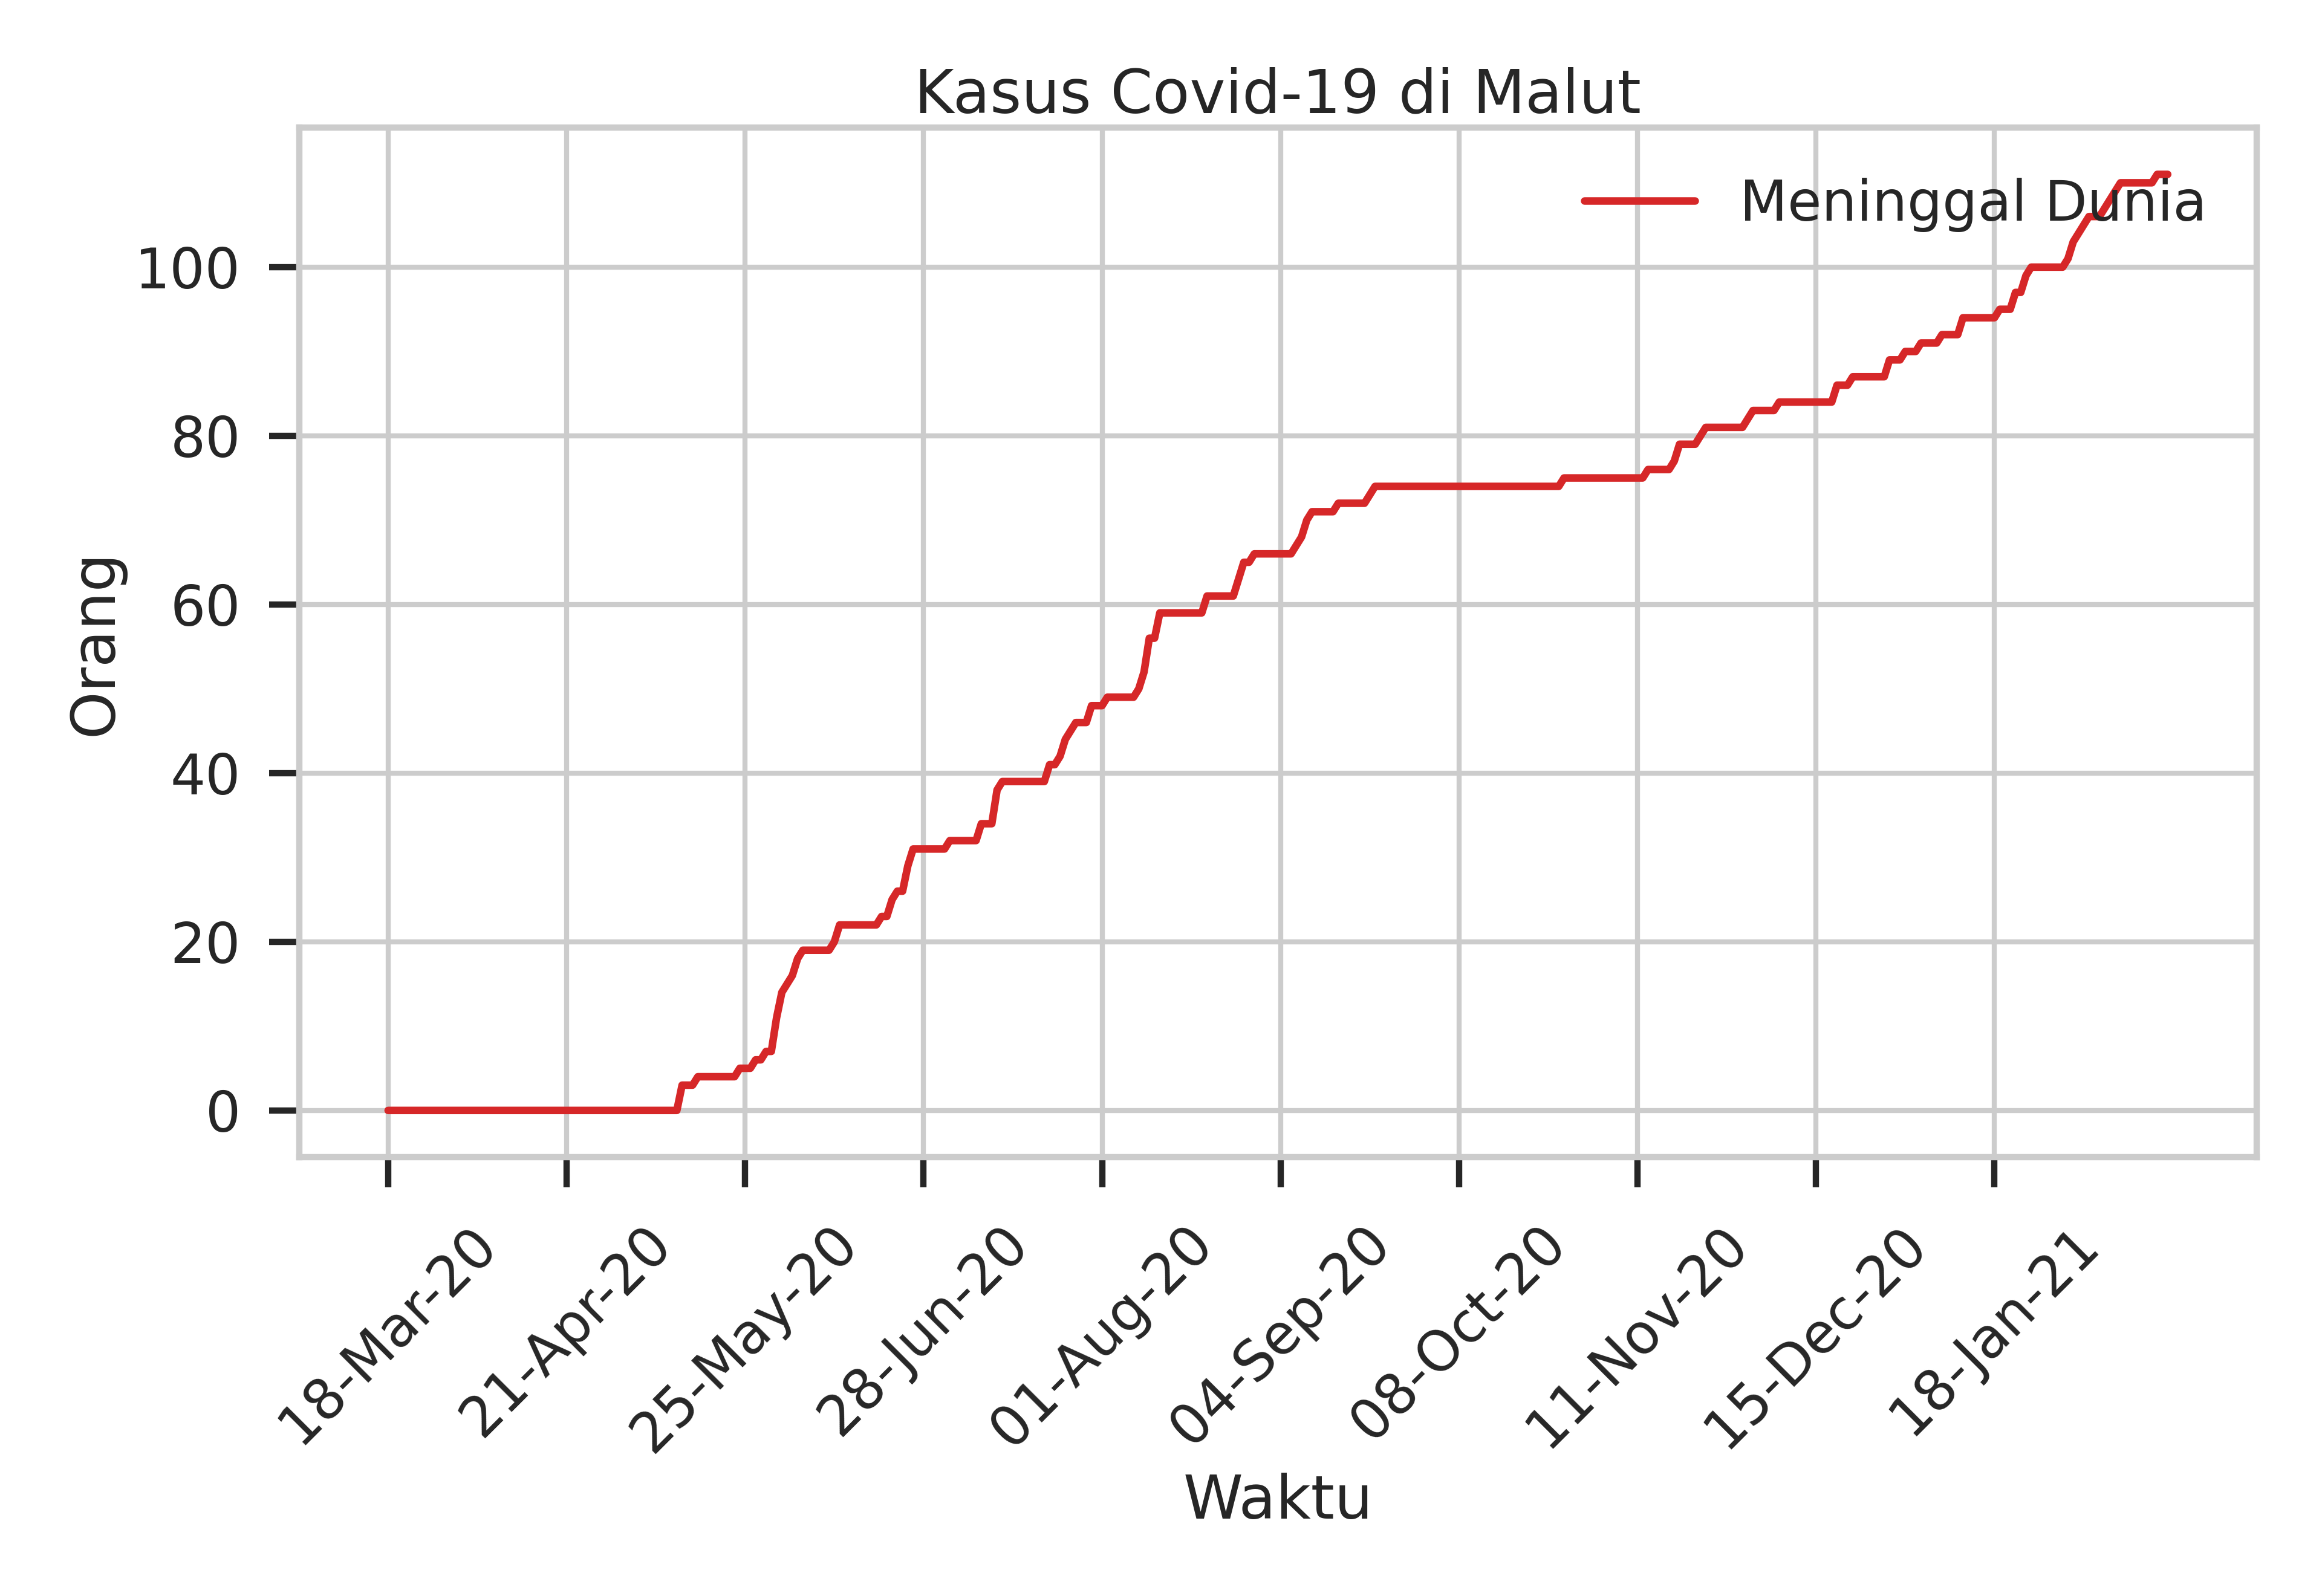 Kasus Covid-19 di Malut
Meninggal Dunia
Orang
100
80
60
40
20
0
18-Mar-20
21-Apr-20
25-May-20
28-Jun-20
01-Aug-20
04-Sep-20
08-Oct-20
11-Nov-20
15-Dec-20
18-Jan-21
Waktu